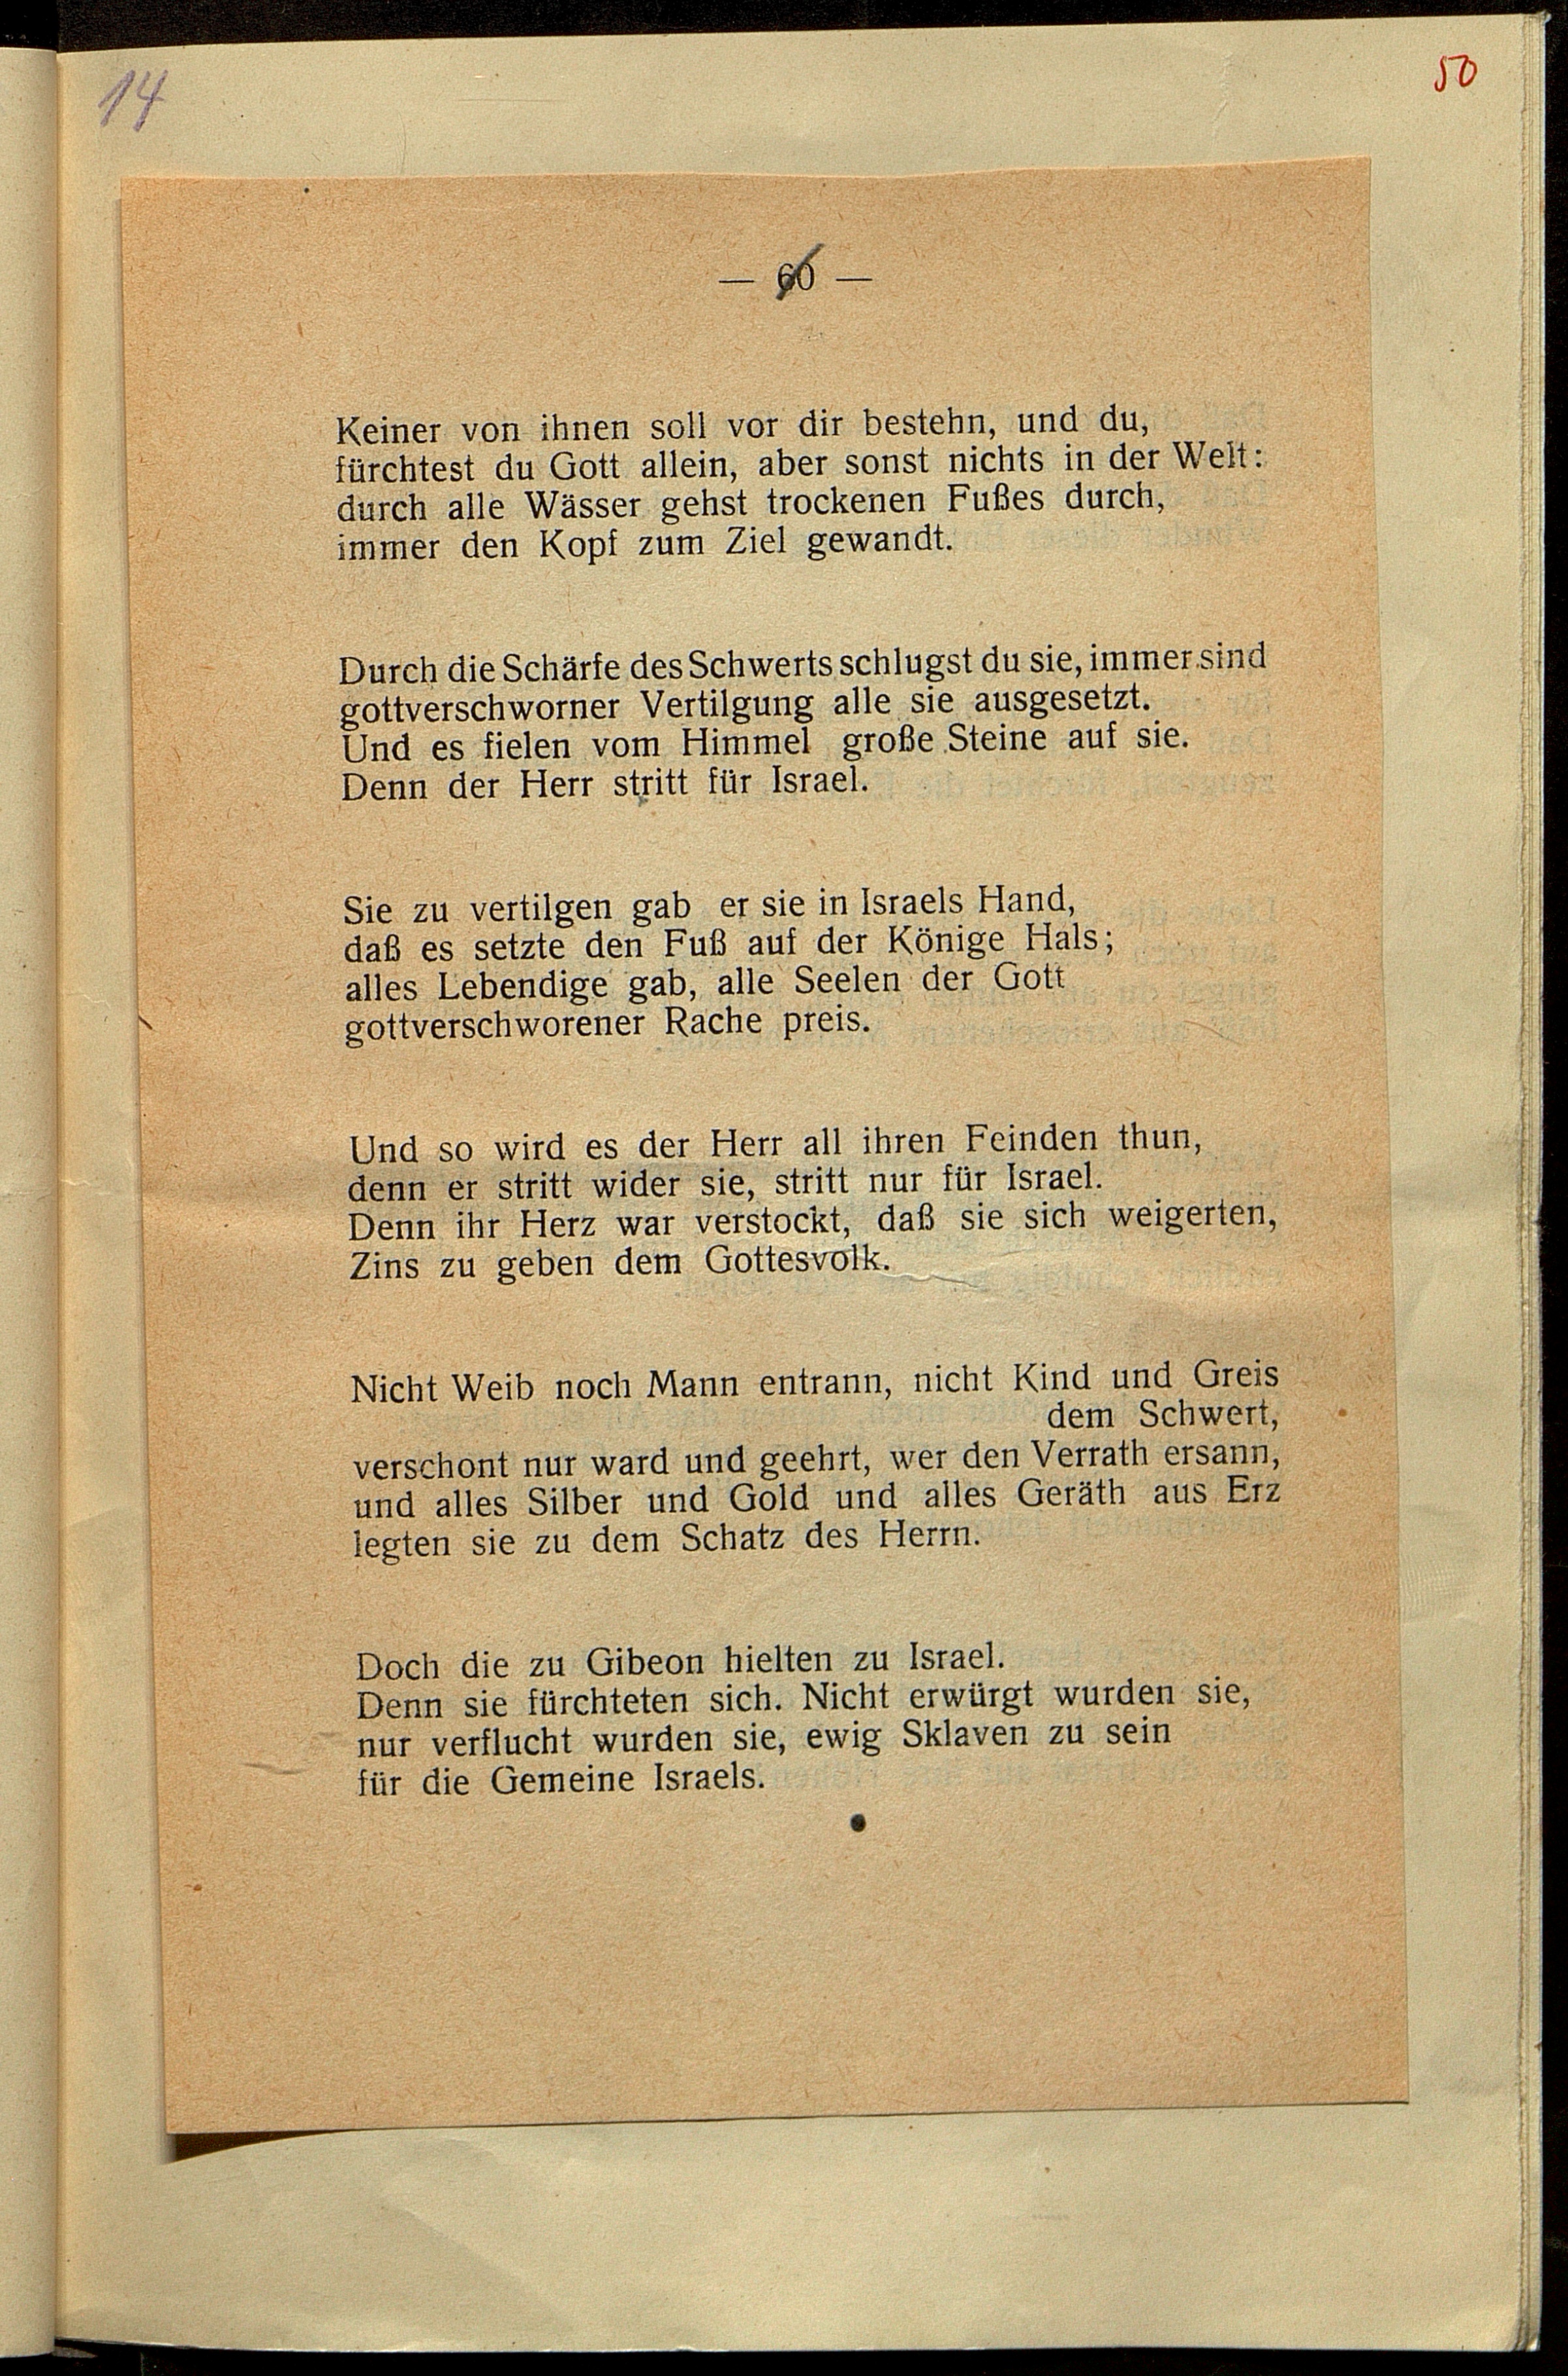 14
50
— 60 —
Keiner von ihnen soll vor dir bestehn, und du,
fürchtest du Gott allein, aber sonst nichts in der Welt:
durch alle Wässer gehst trockenen Fußes durch,
immer den Kopf zum Ziel gewandt.
Durch die Schärfe des Schwerts schlugst du sie, immer sind
gottverschworner Vertilgung alle sie ausgesetzt.
Und es fielen vom Himmel große Steine auf sie.
Denn der Herr stritt für Israel.
Sie zu vertilgen gab er sie in Israels Hand,
daß es setzte den Fuß auf der Könige Hals;
alles Lebendige gab, alle Seelen der Gott
gottverschworener Rache preis.
Und so wird es der Herr all ihren Feinden thun,
denn er stritt wider sie, stritt nur für Israel.
Denn ihr Herz war verstockt, daß sie sich weigerten,
Zins zu geben dem Gottesvolk.
Nicht Weib noch Mann entrann, nicht Kind und Greis
dem Schwert,
verschont nur ward und geehrt, wer den Verrath ersann,
und alles Silber und Gold und alles Geräth aus Erz
legten sie zu dem Schatz des Herrn.
Doch die zu Gibeon hielten zu Israel.
Denn sie fürchteten sich. Nicht erwürgt wurden sie,
nur verflucht wurden sie, ewig Sklaven zu sein
für die Gemeine Israels.